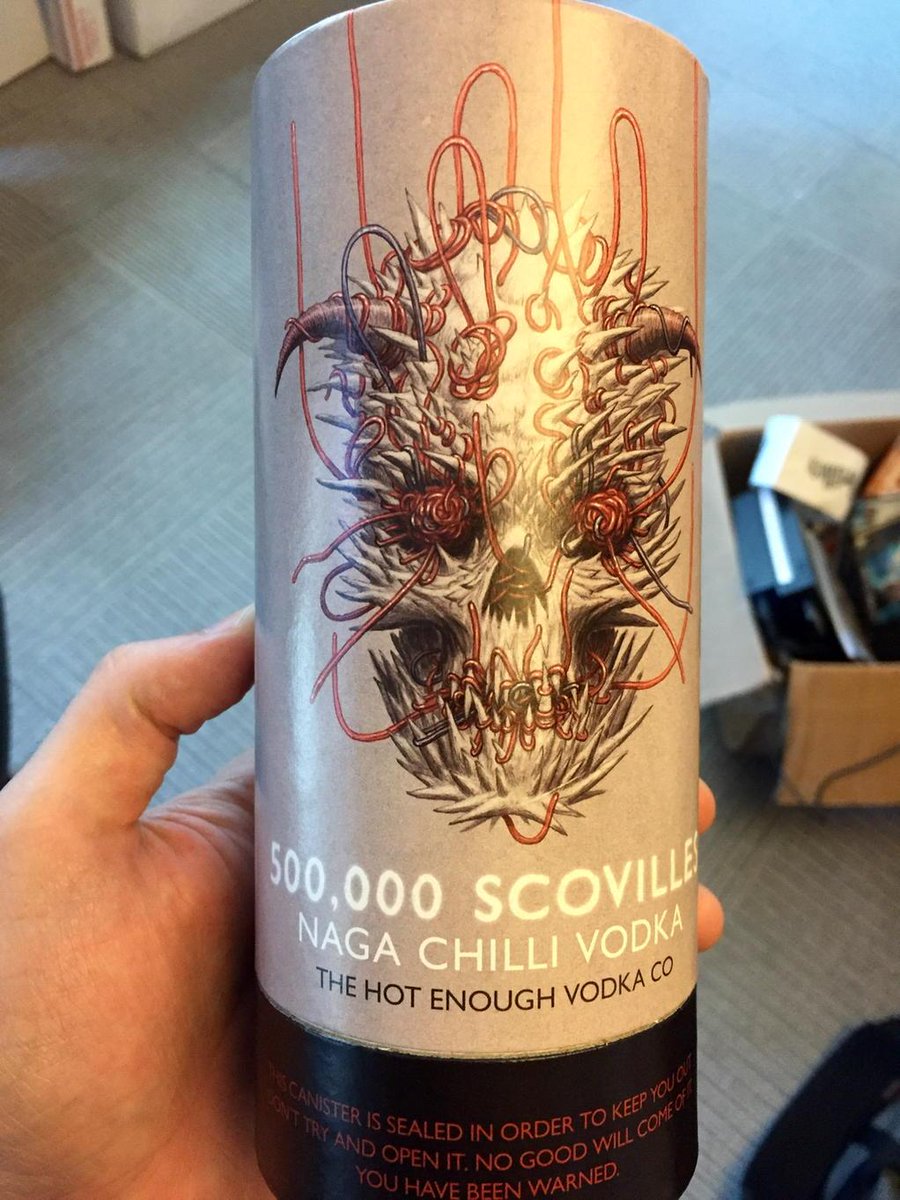 500,000 SCOVILLES
NAGA CHILLI VODKA
THE HOT ENOUGH VODKA CO
THIS CANISTER IS SEALED IN ORDER TO KEEP YOU OUT
DON'T TRY AND OPEN IT. NO GOOD WILL COME OF IT
YOU HAVE BEEN WARNED.